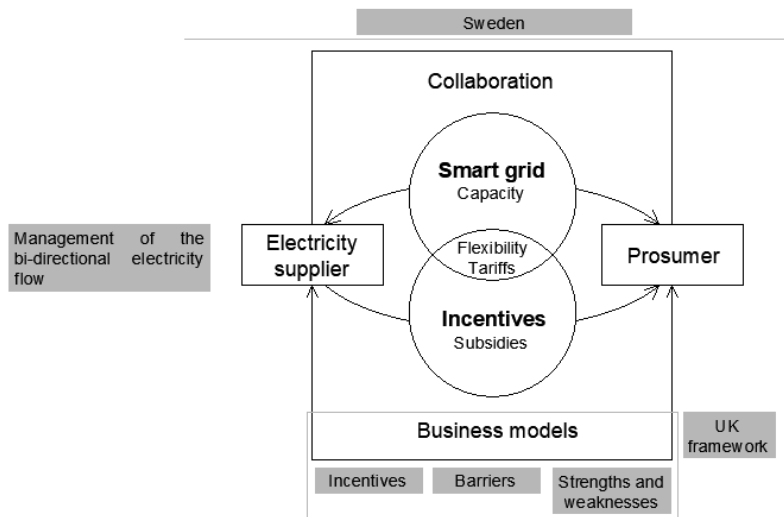 Sweden
Collaboration
Smart grid
Capacity
Management of the
bi-directional electricity
flow
Electricity
supplier
Flexibility
Tariffs
Prosumer
Incentives
Subsidies
Business models
UK
framework
Incentives
Barriers
Strengths and
weaknesses